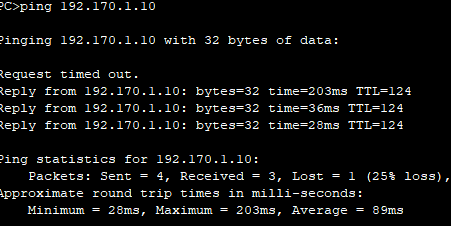 PC>ping 192.170.1.10
Pinging 192.170.1.10 with 32 bytes of data:
Request timed out.
Reply from 192.170.1.10: bytes=32 time=203ms TTL=124
Reply from 192.170.1.10: bytes=32 time=36ms TTL=124
Reply from 192.170.1.10: bytes=32 time=28ms TTL=124
Ping statistics for 192.170.1.10:
Packets: Sent = 4, Received = 3, Lost = 1 (25% loss),
Approximate round trip times in milli-seconds:
Minimum = 28ms, Maximum = 203ms, Average = 89ms